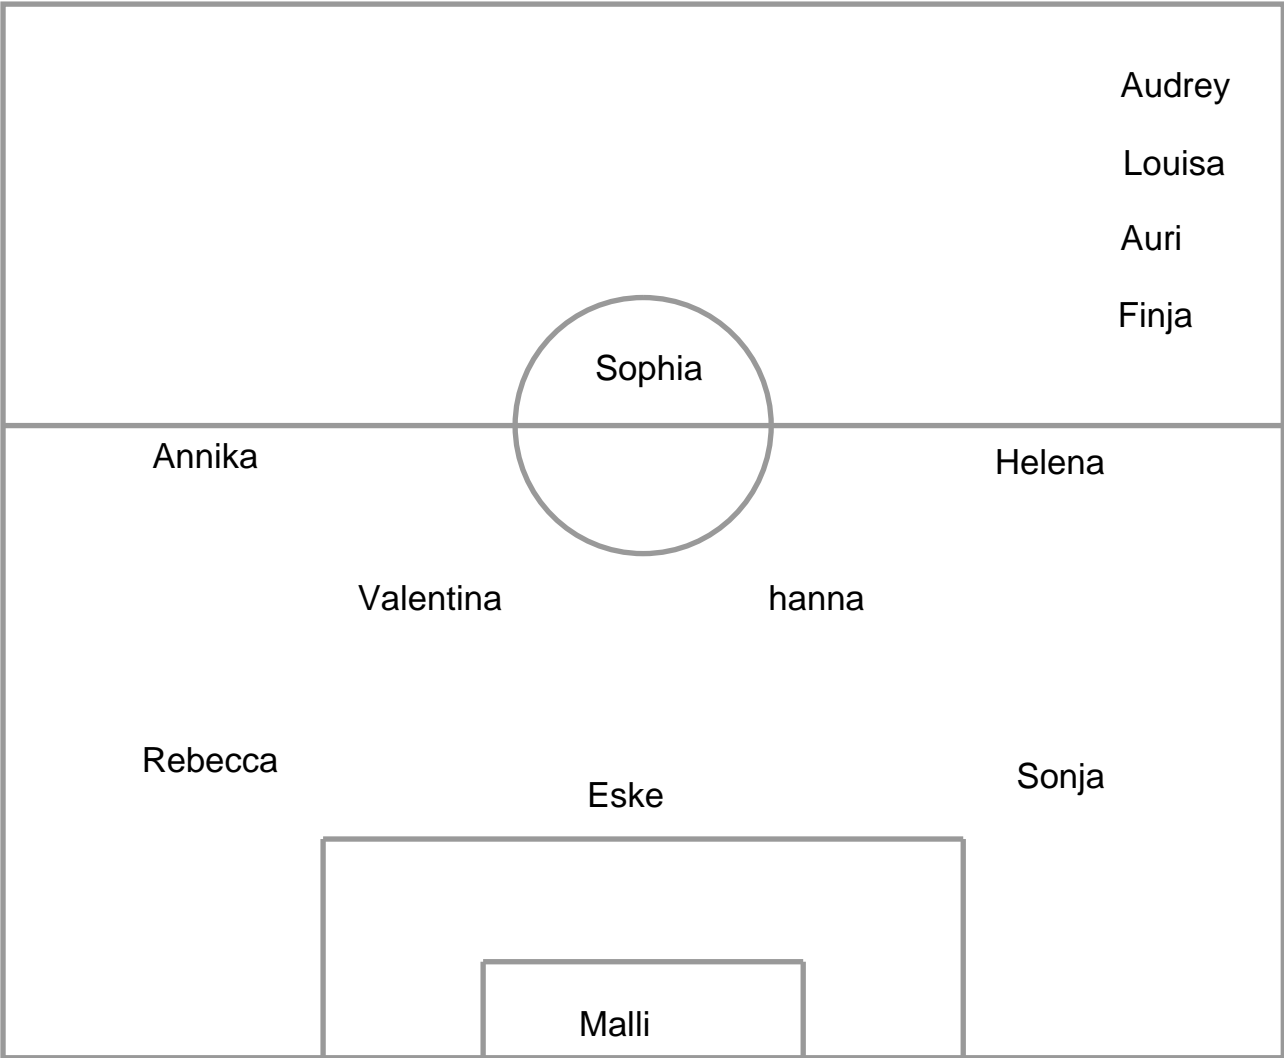 Audrey
Louisa
Auri
Finja
Sophia
Annika
Helena
Valentina
hanna
Rebecca
Sonja
Eske
Malli